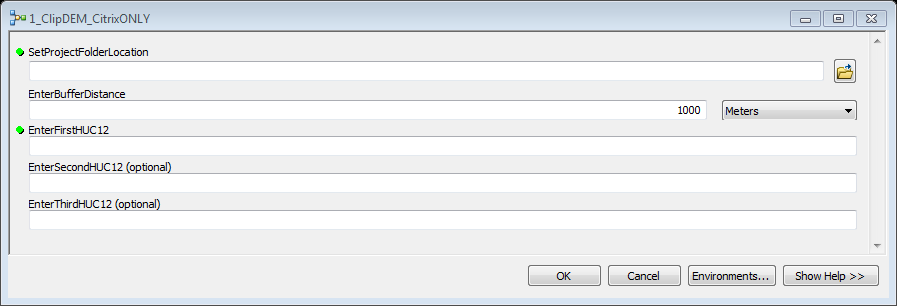 1_ClipDEM_CitrixONLY
SetProjectFolderLocation
EnterBufferDistance
1000 Meters
EnterFirstHUC12
EnterSecondHUC12 (optional)
EnterThirdHUC12 (optional)
OK Cancel Environments... Show Help >>